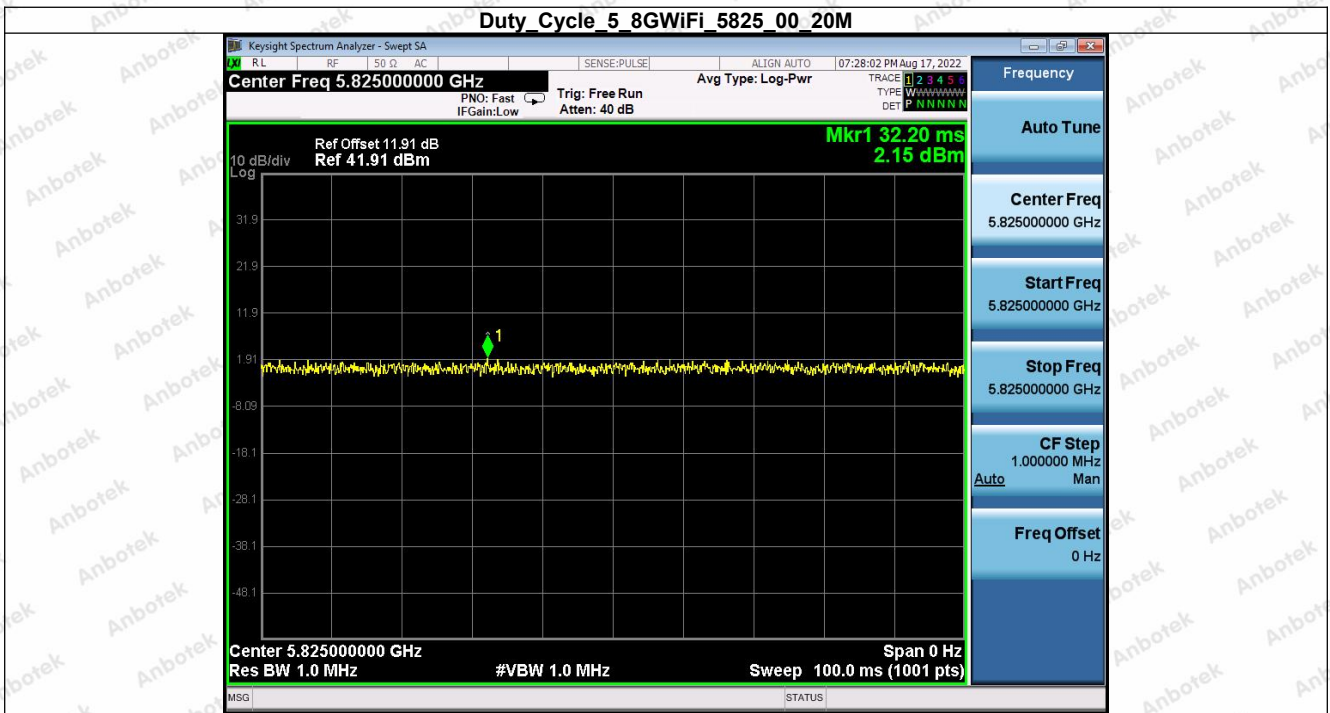 Duty_Cycle_5_8GWiFi_5825_00_20M
Keysight Spectrum Analyzer - Swept SA
LXI RL RF 50 Ω AC SENSE:PULSE ALIGN AUTO 07:28:02 PM Aug 17, 2022
Center Freq 5.825000000 GHz
PNO: Fast
IFGain:Low
Trig: Free Run
Atten: 40 dB
Avg Type: Log-Pwr
TRACE 1 2 3 4 5 6
TYPE WWWWWW
DET P N N N N N
Ref Offset 11.91 dB
10 dB/div Ref 41.91 dBm
Log
Mkr1 32.20 ms
2.15 dBm
31.9
21.9
11.9
1.91
-8.09
-18.1
-28.1
-38.1
-48.1
1
Center 5.825000000 GHz Span 0 Hz
Res BW 1.0 MHz #VBW 1.0 MHz Sweep 100.0 ms (1001 pts)
MSG STATUS
Frequency
Auto Tune
Center Freq
5.825000000 GHz
Start Freq
5.825000000 GHz
Stop Freq
5.825000000 GHz
CF Step
1.000000 MHz
Auto Man
Freq Offset
0 Hz
Anbotek